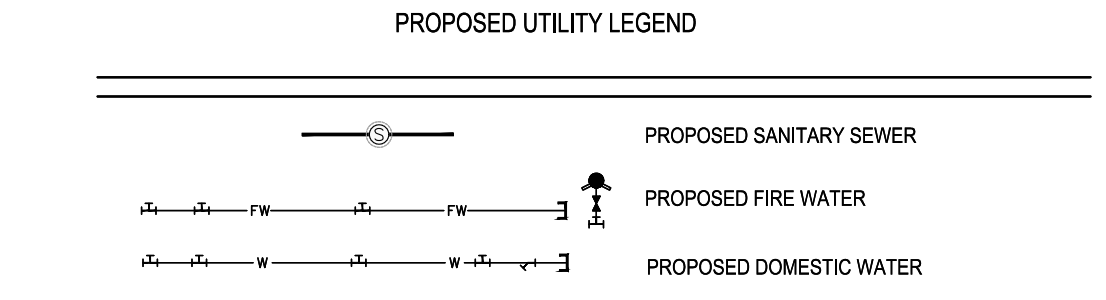 PROPOSED UTILITY LEGEND
S PROPOSED SANITARY SEWER
FW FW PROPOSED FIRE WATER
W W PROPOSED DOMESTIC WATER